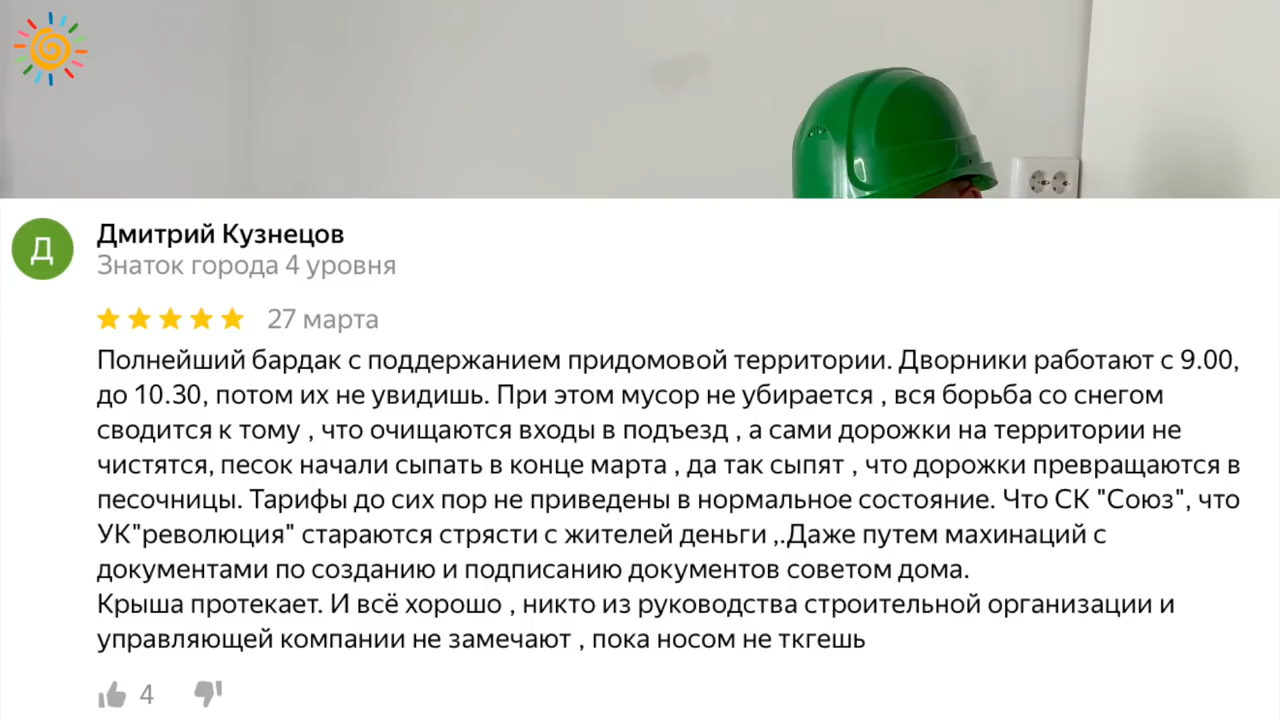 Д
Дмитрий Кузнецов
Знаток города 4 уровня
27 марта
Полнейший бардак с поддержанием придомовой территории. Дворники работают с 9.00,
до 10.30, потом их не увидишь. При этом мусор не убирается , вся борьба со снегом
сводится к тому , что очищаются входы в подъезд , а сами дорожки на территории не
чистятся, песок начали сыпать в конце марта , да так сыпят , что дорожки превращаются в
песочницы. Тарифы до сих пор не приведены в нормальное состояние. Что СК "Союз", что
УК"революция" стараются стрясти с жителей деньги ,.Даже путем махинаций с
документами по созданию и подписанию документов советом дома.
Крыша протекает. И всё хорошо , никто из руководства строительной организации и
управляющей компании не замечают , пока носом не ткгешь
4